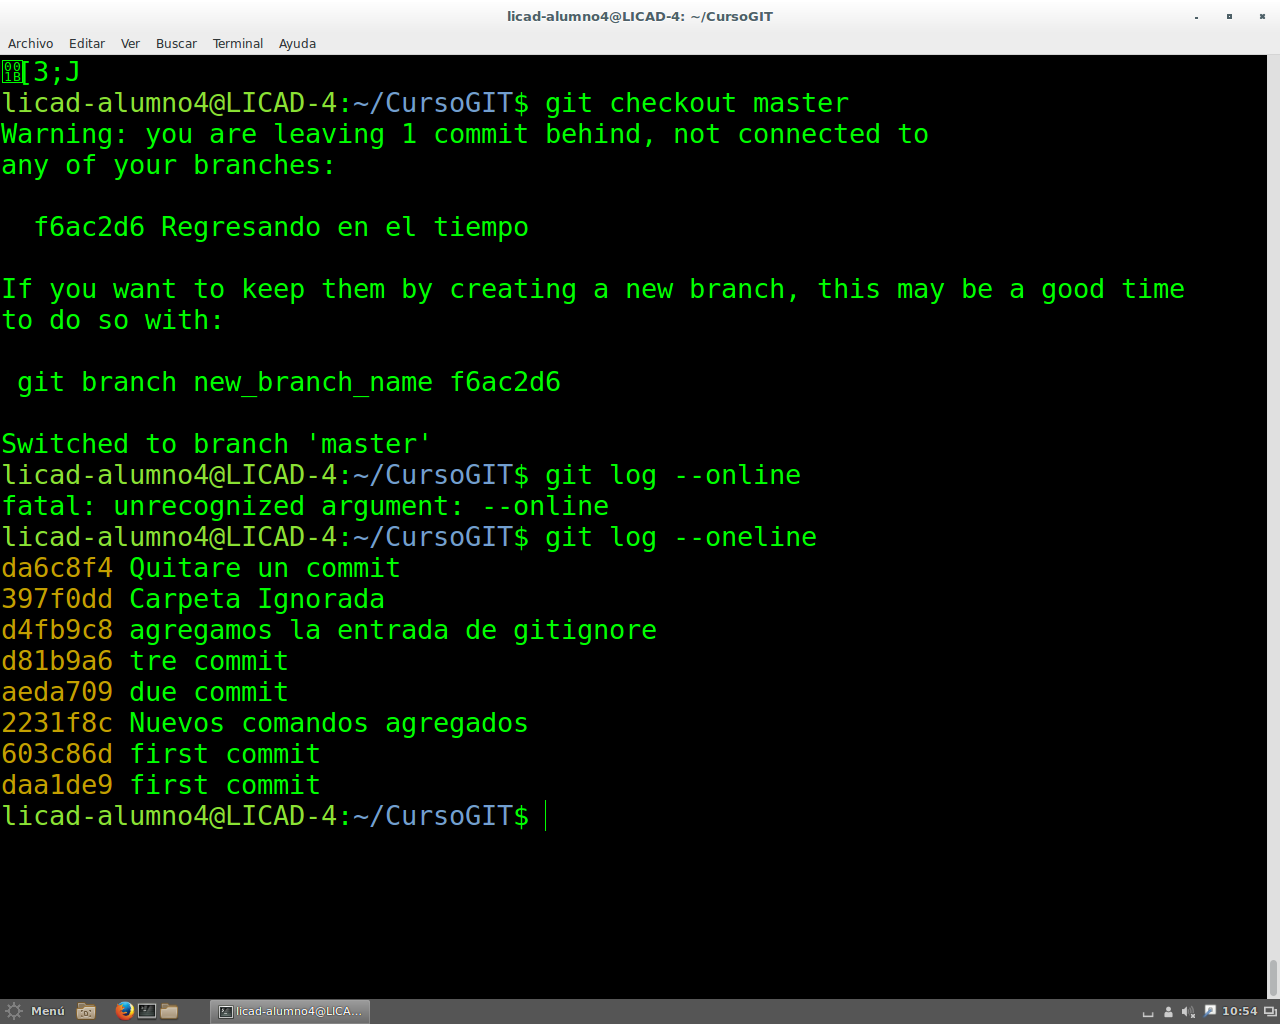 licad-alumno4@LICAD-4: ~/CursoGIT
Archivo Editar Ver Buscar Terminal Ayuda
[3;J
licad-alumno4@LICAD-4:~/CursoGIT$ git checkout master
Warning: you are leaving 1 commit behind, not connected to
any of your branches:
f6ac2d6 Regresando en el tiempo
If you want to keep them by creating a new branch, this may be a good time
to do so with:
git branch new_branch_name f6ac2d6
Switched to branch 'master'
licad-alumno4@LICAD-4:~/CursoGIT$ git log --online
fatal: unrecognized argument: --online
licad-alumno4@LICAD-4:~/CursoGIT$ git log --oneline
da6c8f4 Quitare un commit
397f0dd Carpeta Ignorada
d4fb9c8 agregamos la entrada de gitignore
d81b9a6 tre commit
aeda709 due commit
2231f8c Nuevos comandos agregados
603c86d first commit
daa1de9 first commit
licad-alumno4@LICAD-4:~/CursoGIT$
Menú licad-alumno4@LICA... 10:54